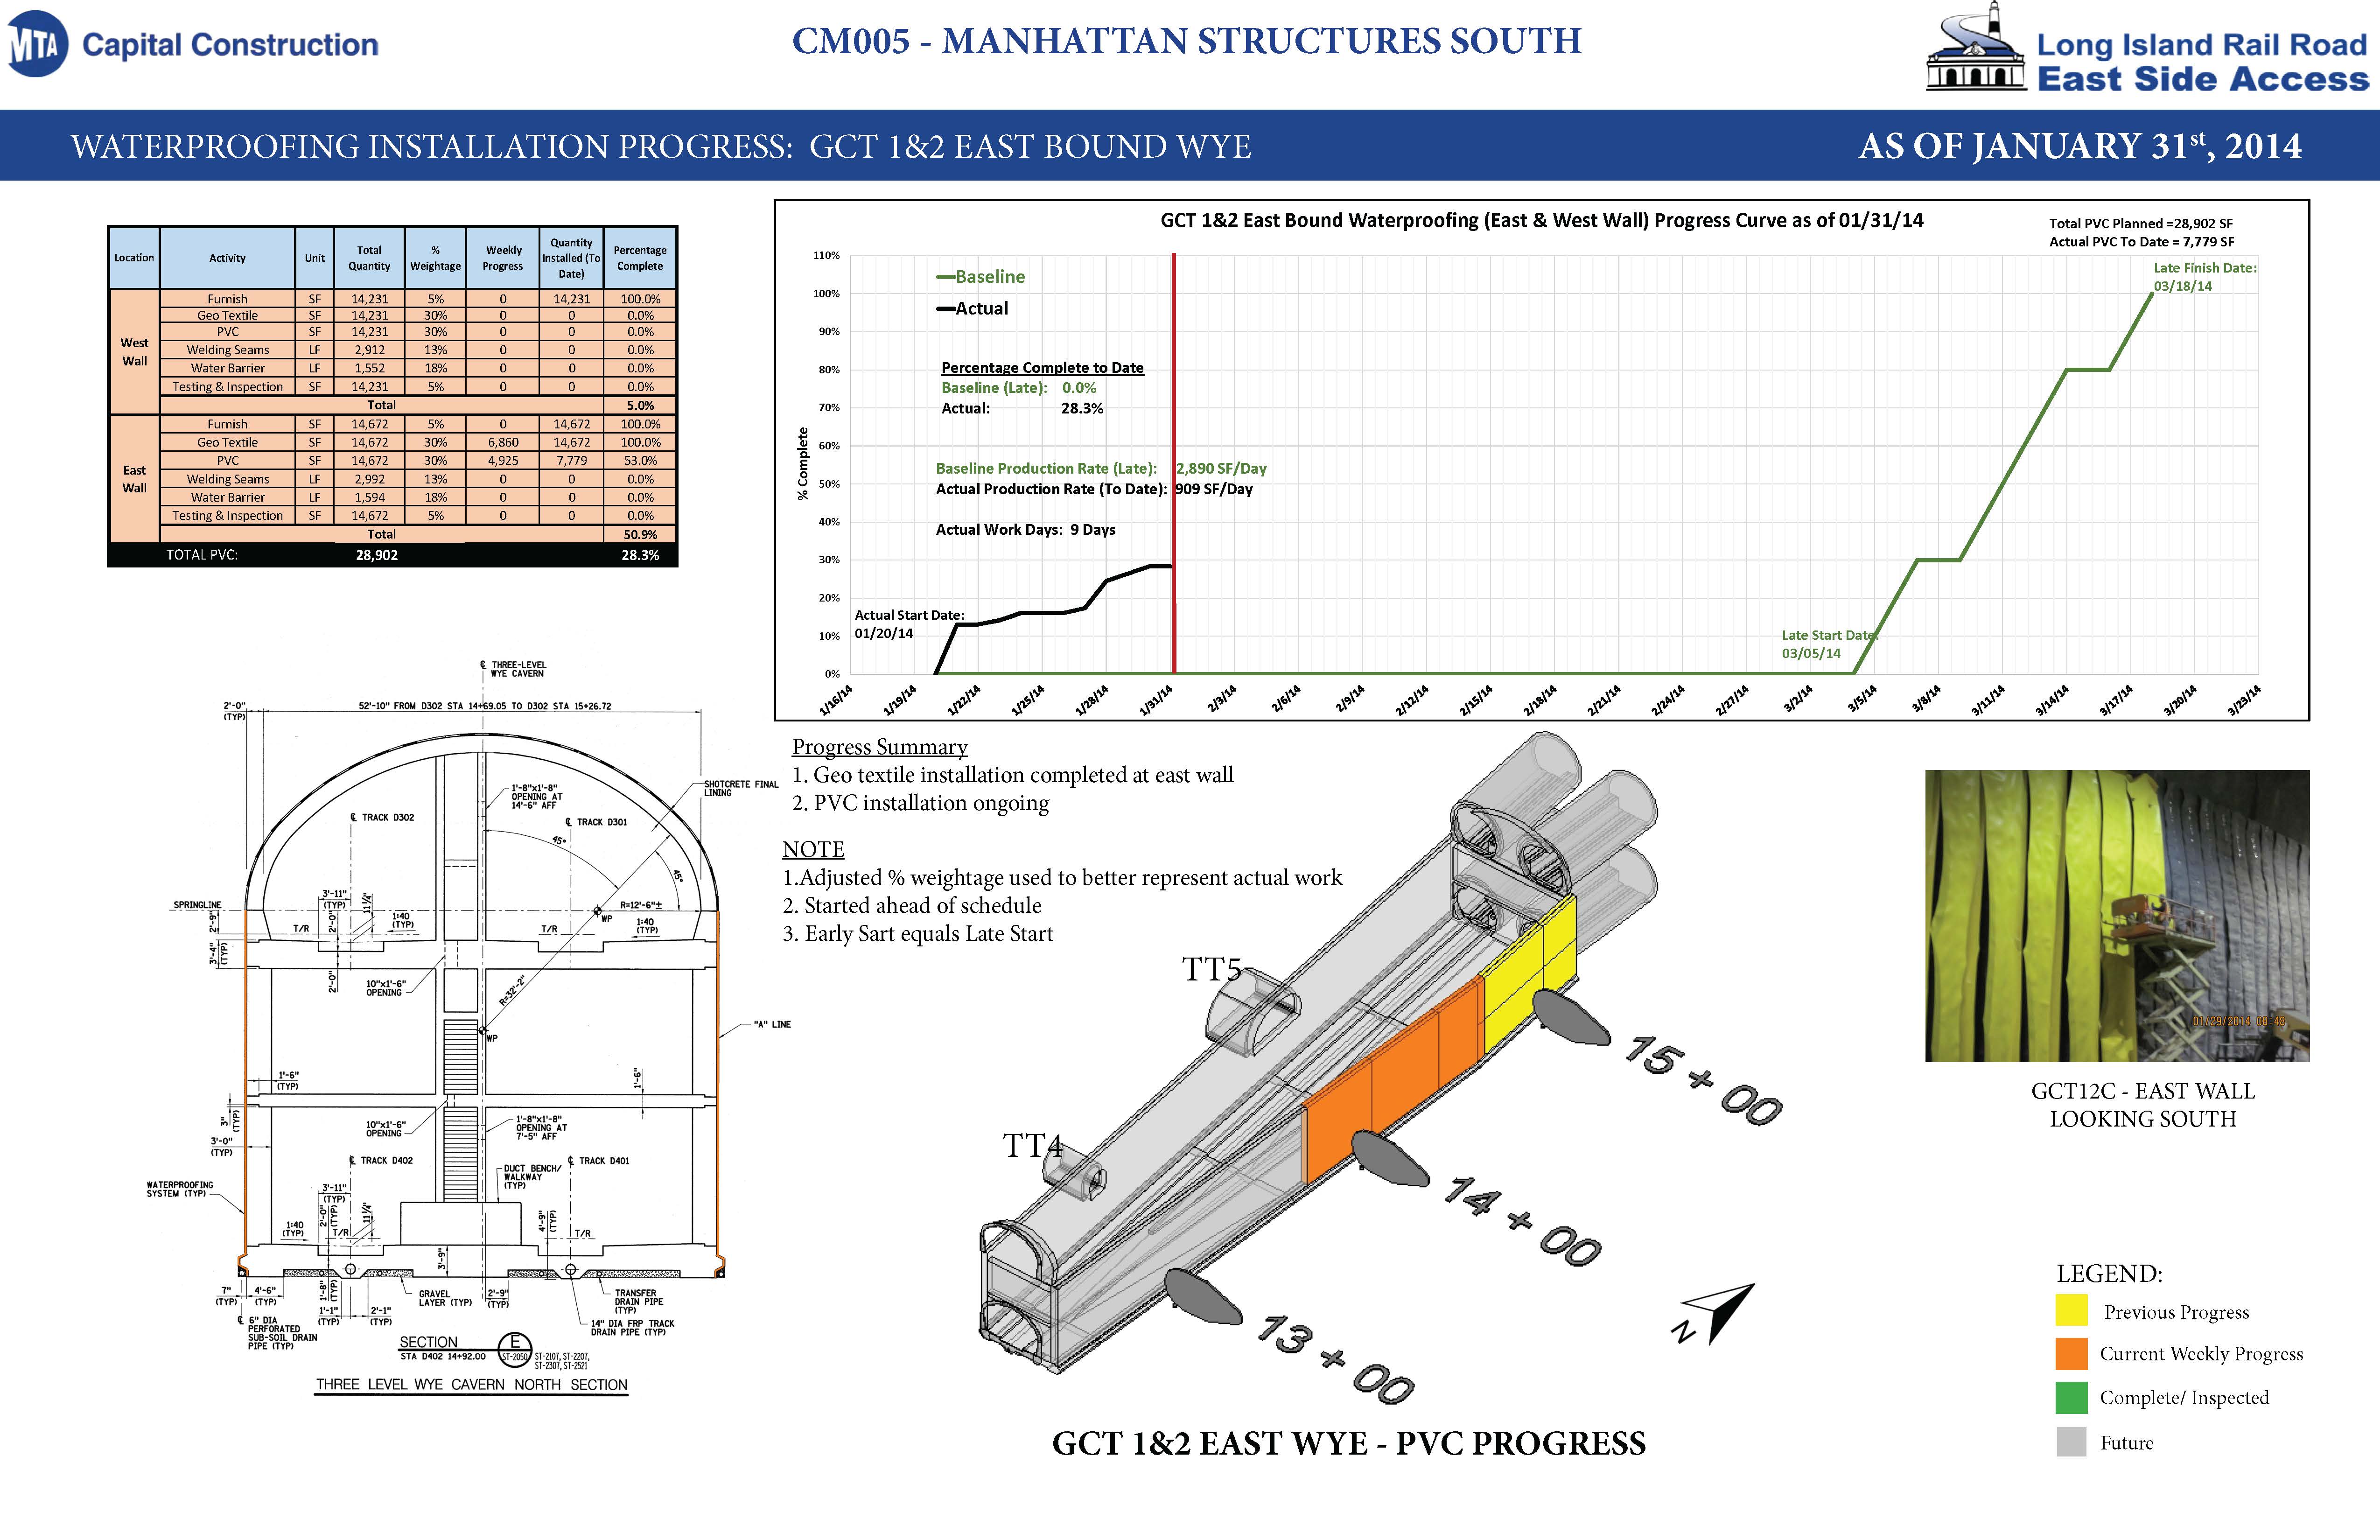 MTA Capital Construction
CM005 - MANHATTAN STRUCTURES SOUTH
Long Island Rail Road
East Side Access
WATERPROOFING INSTALLATION PROGRESS: GCT 1&2 EAST BOUND WYE
AS OF JANUARY 31st, 2014
Location Activity Unit Total Quantity % Weightage Weekly Progress Quantity Installed (To Date) Percentage Complete
West Wall
Furnish SF 14,231 5% 0 14,231 100.0%
Geo Textile SF 14,231 30% 0 0 0.0%
PVC SF 14,231 30% 0 0 0.0%
Welding Seams LF 2,912 13% 0 0 0.0%
Water Barrier LF 1,552 18% 0 0 0.0%
Testing & Inspection SF 14,231 5% 0 0 0.0%
Total 5.0%
East Wall
Furnish SF 14,672 5% 0 14,672 100.0%
Geo Textile SF 14,672 30% 6,860 14,672 100.0%
PVC SF 14,672 30% 4,925 7,779 53.0%
Welding Seams LF 2,992 13% 0 0 0.0%
Water Barrier LF 1,594 18% 0 0 0.0%
Testing & Inspection SF 14,672 5% 0 0 0.0%
Total 50.9%
TOTAL PVC: 28,902 28.3%
GCT 1&2 East Bound Waterproofing (East & West Wall) Progress Curve as of 01/31/14
Total PVC Planned =28,902 SF
Actual PVC To Date = 7,779 SF
Late Finish Date:
03/18/14
Baseline
Actual
Percentage Complete to Date
Baseline (Late): 0.0%
Actual: 28.3%
Baseline Production Rate (Late): 2,890 SF/Day
Actual Production Rate (To Date): 909 SF/Day
Actual Work Days: 9 Days
Actual Start Date:
01/20/14
Late Start Date:
03/05/14
% Complete
110%
100%
90%
80%
70%
60%
50%
40%
30%
20%
10%
0%
1/16/14 1/19/14 1/22/14 1/25/14 1/28/14 1/31/14 2/3/14 2/6/14 2/9/14 2/12/14 2/15/14 2/18/14 2/21/14 2/24/14 2/27/14 3/2/14 3/5/14 3/8/14 3/11/14 3/14/14 3/17/14 3/20/14 3/23/14
Progress Summary
1. Geo textile installation completed at east wall
2. PVC installation ongoing
NOTE
1.Adjusted % weightage used to better represent actual work
2. Started ahead of schedule
3. Early Sart equals Late Start
℄ THREE-LEVEL
WYE CAVERN
2'-0"
(TYP)
52'-10" FROM D302 STA 14+69.05 TO D302 STA 15+26.72
SHOTCRETE FINAL
LINING
1'-8"x1'-8"
OPENING AT
14'-6" AFF
℄ TRACK D302
℄ TRACK D301
45°
45°
SPRINGLINE
3'-11"
(TYP)
2'-0"
(TYP)
11¼"
1:40
(TYP)
R=12'-6"±
WP
1:40
(TYP)
2'-9"
T/R
T/R
3'-4"
(TYP)
2'-0"
10"x1'-6"
OPENING
R=32'-2"
WP
"A" LINE
1'-6"
(TYP)
1'-6"
3"
(TYP)
3'-0"
(TYP)
10"x1'-6"
OPENING
1'-8"x1'-8"
OPENING AT
7'-5" AFF
℄ TRACK D402
℄ TRACK D401
DUCT BENCH/
WALKWAY
(TYP)
WATERPROOFING
SYSTEM (TYP)
3'-11"
(TYP)
2'-0"
(TYP)
11¼"
1:40
(TYP)
T/R
4'-9"
(TYP)
T/R
3'-9"
7"
(TYP)
4'-6"
(TYP)
1'-8"
(TYP)
1'-1"
(TYP)
2'-1"
(TYP)
GRAVEL
LAYER (TYP)
2'-9"
(TYP)
TRANSFER
DRAIN PIPE
(TYP)
14" DIA FRP TRACK
DRAIN PIPE (TYP)
℄ 6" DIA
PERFORATED
SUB-SOIL DRAIN
PIPE (TYP)
SECTION E
STA D402 14+92.00
ST-2050
ST-2107, ST-2207,
ST-2307, ST-2521
THREE LEVEL WYE CAVERN NORTH SECTION
TT5
TT4
15 + 00
14 + 00
13 + 00
N
GCT 1&2 EAST WYE - PVC PROGRESS
GCT12C - EAST WALL
LOOKING SOUTH
LEGEND:
Previous Progress
Current Weekly Progress
Complete/ Inspected
Future